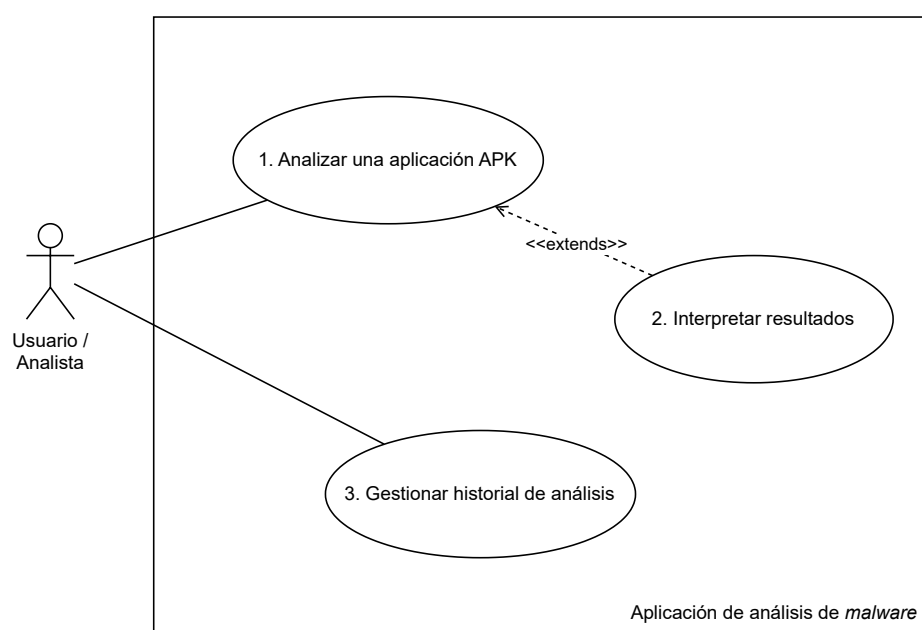 1. Analizar una aplicación APK
<<extends>>
2. Interpretar resultados
Usuario /
Analista
3. Gestionar historial de análisis
Aplicación de análisis de malware